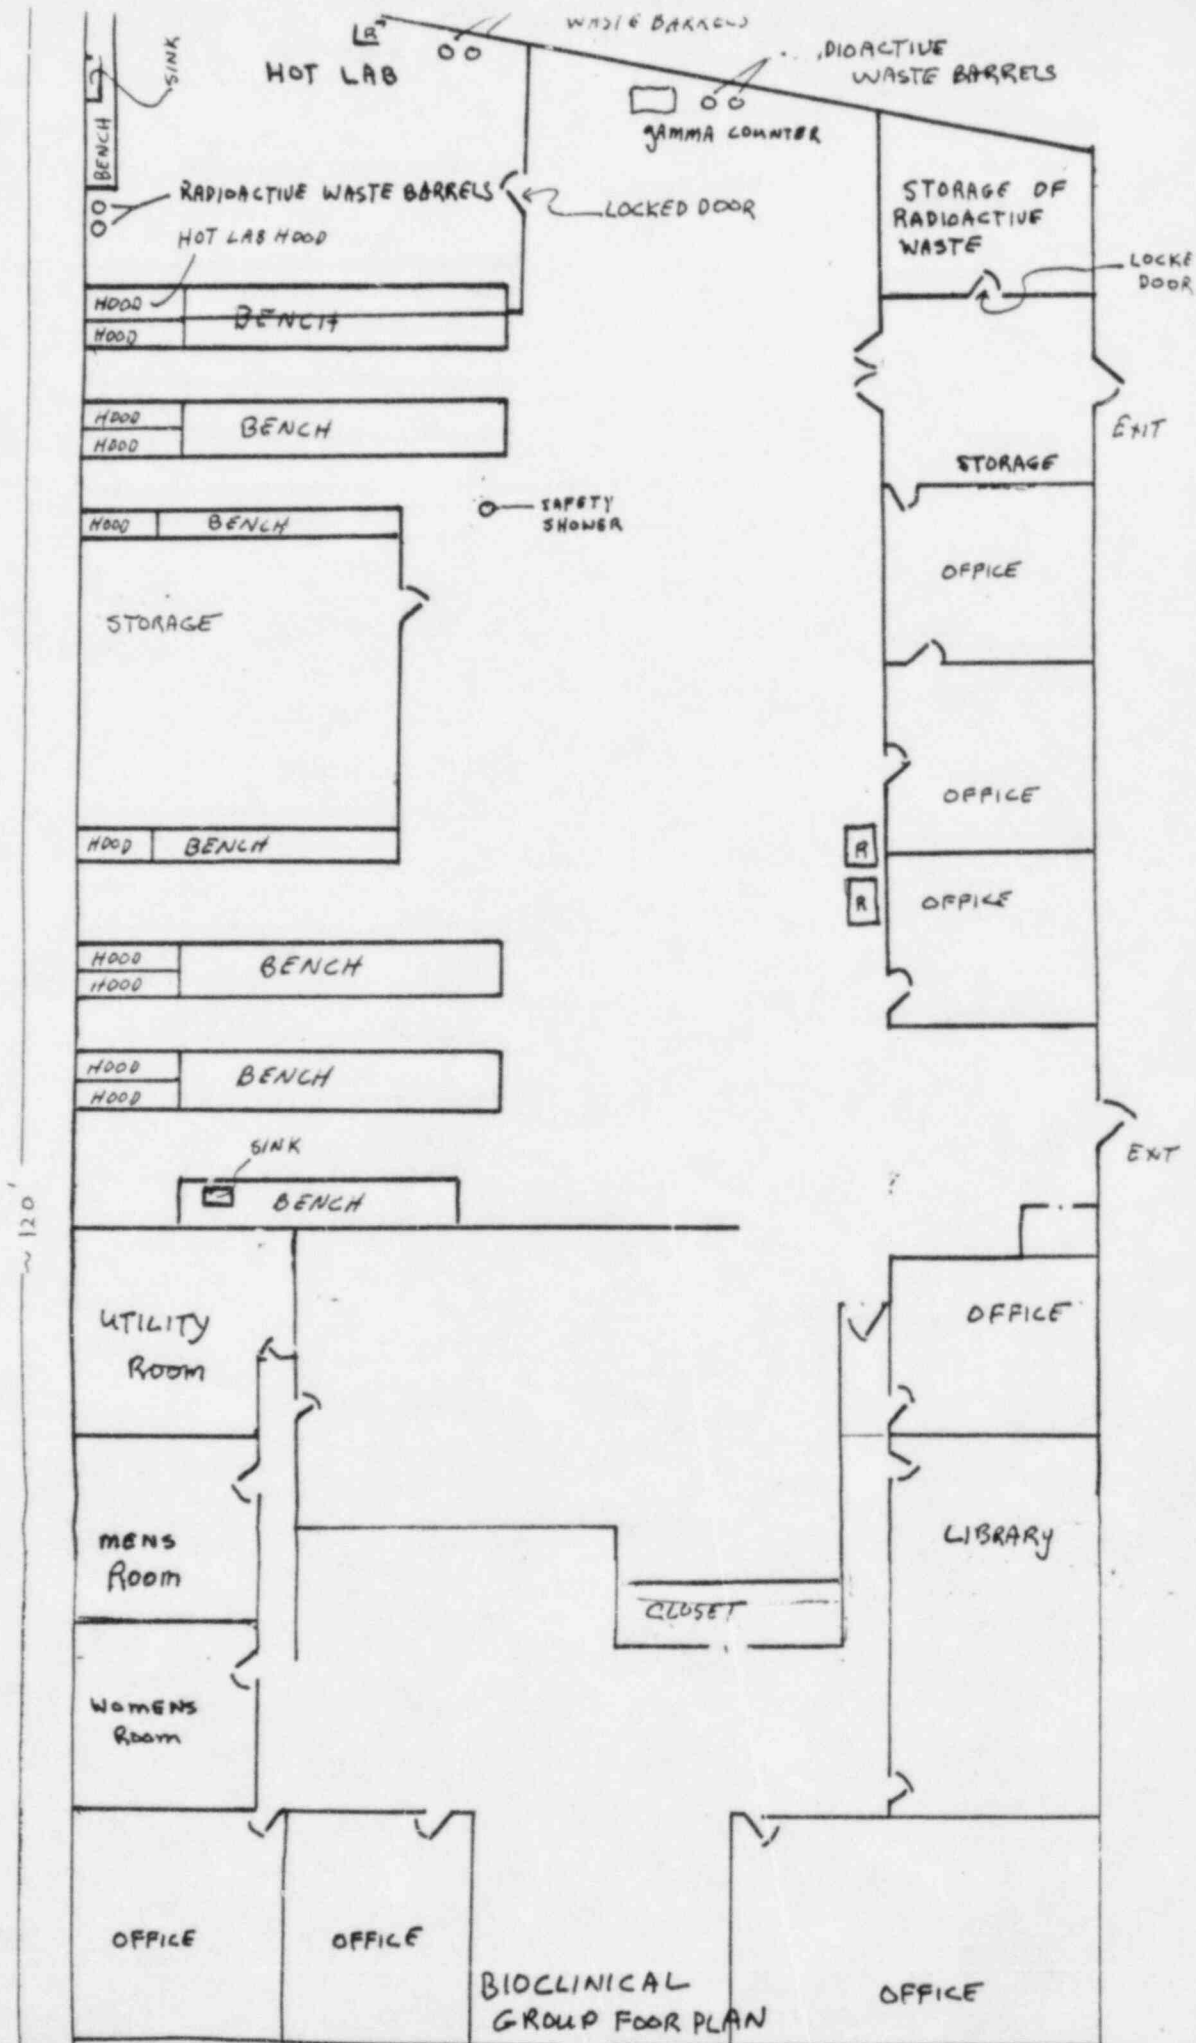 WASTE BARRELS
SINK
R
HOT LAB
DIOACTIVE
WASTE BARRELS
GAMMA COUNTER
BENCH
RADIOACTIVE WASTE BARRELS
LOCKED DOOR
STORAGE OF
RADIOACTIVE
WASTE
HOT LAB HOOD
LOCKE
DOOR
HOOD
BENCH
HOOD
HOOD
BENCH
HOOD
EXIT
STORAGE
SAFETY
SHOWER
HOOD BENCH
OFFICE
STORAGE
OFFICE
HOOD BENCH
R
R
OFFICE
HOOD
BENCH
HOOD
HOOD
BENCH
HOOD
SINK
EXIT
BENCH
~ 120'
UTILITY
ROOM
OFFICE
MENS
ROOM
LIBRARY
CLOSET
WOMENS
ROOM
OFFICE
OFFICE
BIOCLINICAL
GROUP FOOR PLAN
OFFICE